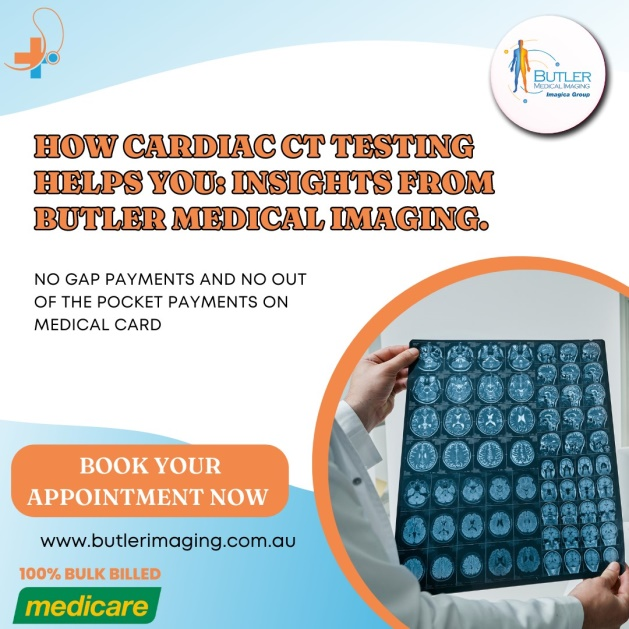 BUTLER
MEDICAL IMAGING
Imagica Group
HOW CARDIAC CT TESTING
HELPS YOU: INSIGHTS FROM
BUTLER MEDICAL IMAGING.
NO GAP PAYMENTS AND NO OUT
OF THE POCKET PAYMENTS ON
MEDICAL CARD
BOOK YOUR
APPOINTMENT NOW
www.butlerimaging.com.au
100% BULK BILLED
medicare